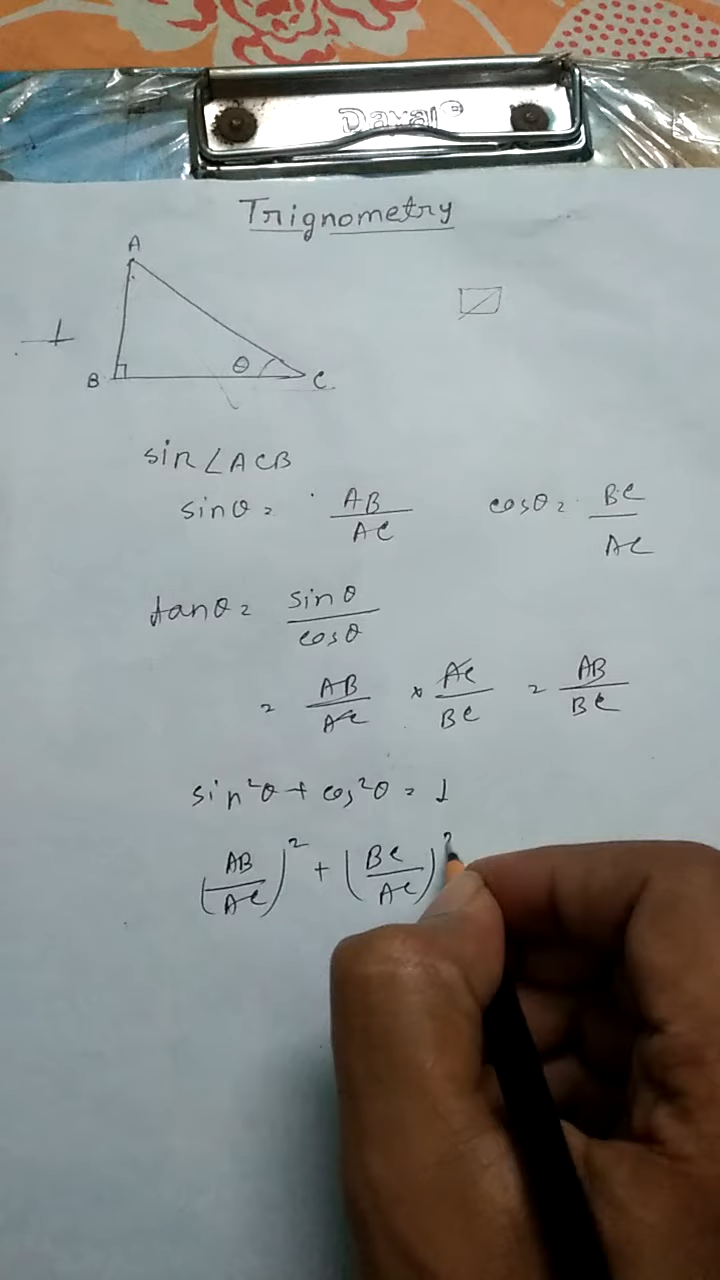 Dayal
Trignometry
A
B
θ
C
sin ∠ACB
sinθ = AB/AC cosθ = BC/AC
tanθ = sinθ/cosθ
= AB/AC × AC/BC = AB/BC
sin²θ + cos²θ = 1
(AB/AC)² + (BC/AC)²